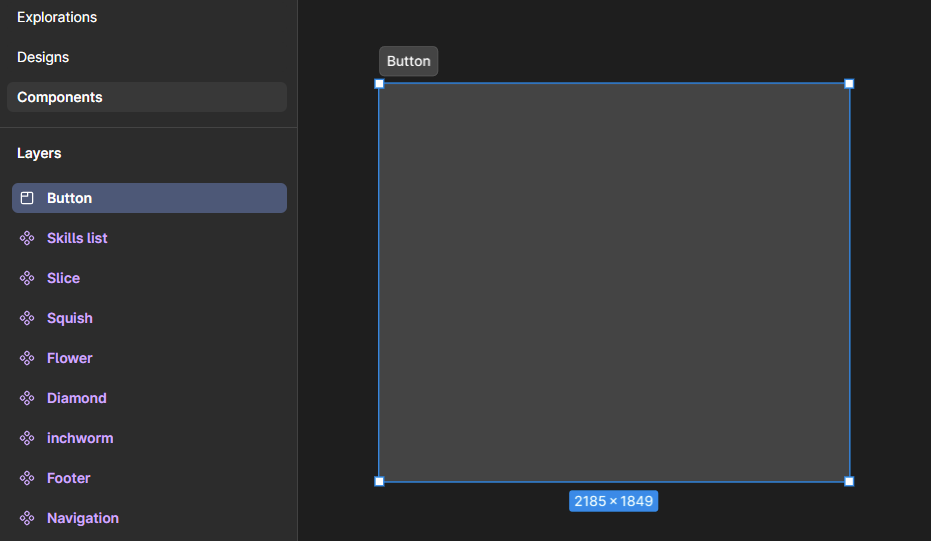 Explorations
Designs
Components
Layers
Button
Skills list
Slice
Squish
Flower
Diamond
inchworm
Footer
Navigation
Button
2185 × 1849